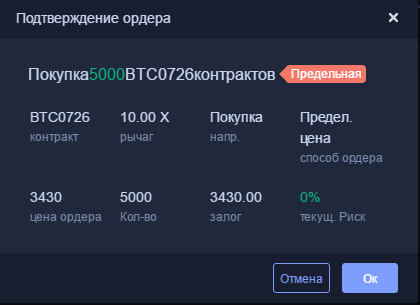 Подтверждение ордера
Покупка5000BTC0726контрактов Предельная
BTC0726 10.00 X Покупка Предел. цена
контракт рычаг напр. способ ордера
3430 5000 3430.00 0%
цена ордера Кол-во залог текущ. Риск
Отмена Ок